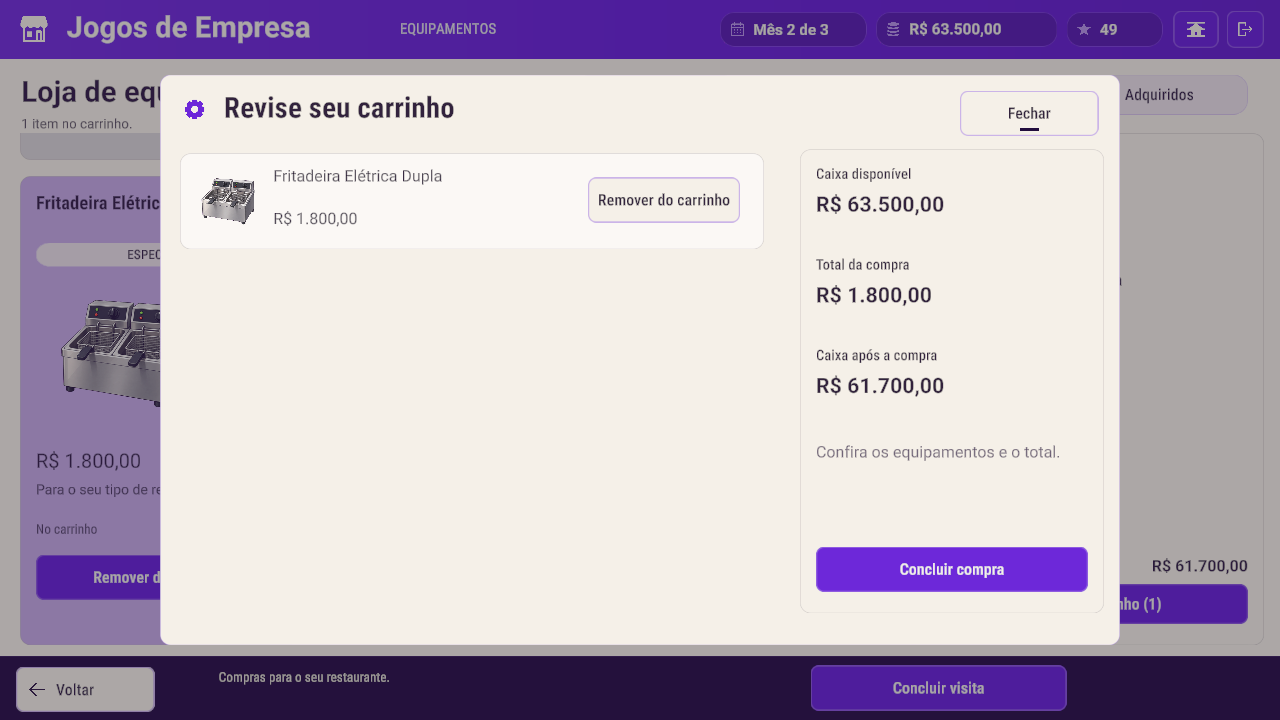 Jogos de Empresa
EQUIPAMENTOS
Mês 2 de 3
R$ 63.500,00
49
Loja de equ
1 item no carrinho.
Adquiridos
Revise seu carrinho
Fechar
Fritadeira Elétrica Dupla
R$ 1.800,00
Remover do carrinho
Caixa disponível
R$ 63.500,00
Total da compra
R$ 1.800,00
Caixa após a compra
R$ 61.700,00
Confira os equipamentos e o total.
Concluir compra
Fritadeira Elétric
ESPEC
R$ 1.800,00
Para o seu tipo de re
No carrinho
Remover d
R$ 61.700,00
nho (1)
Voltar
Compras para o seu restaurante.
Concluir visita